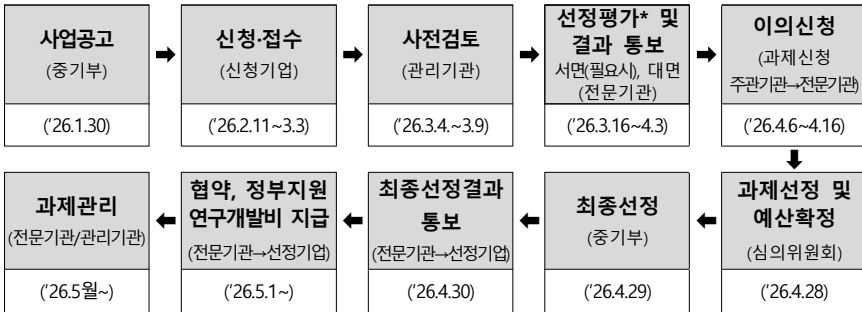 사업공고
(중기부)
('26.1.30)
신청·접수
(신청기업)
('26.2.11~3.3)
사전검토
(관리기관)
('26.3.4.~3.9)
선정평가* 및
결과 통보
서면(필요시), 대면
(전문기관)
('26.3.16~4.3)
이의신청
(과제신청
주관기관→전문기관)
('26.4.6~4.16)
과제선정 및
예산확정
(심의위원회)
('26.4.28)
최종선정
(중기부)
('26.4.29)
최종선정결과
통보
(전문기관→선정기업)
('26.4.30)
협약, 정부지원
연구개발비 지급
(전문기관→선정기업)
('26.5.1~)
과제관리
(전문기관/관리기관)
('26.5월~)